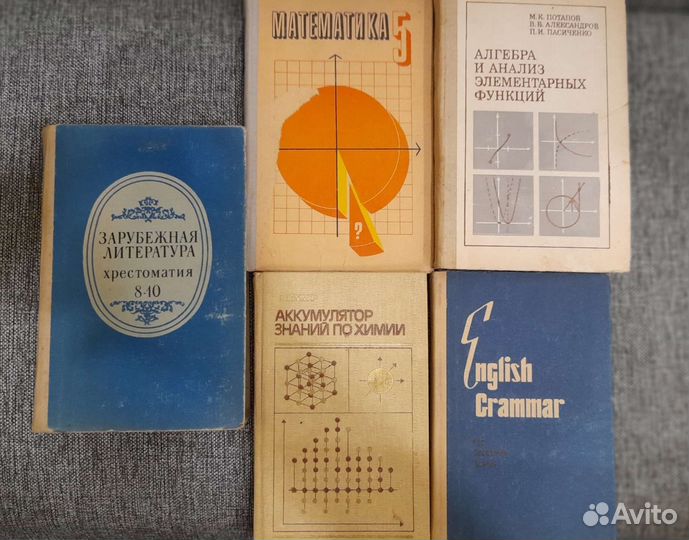 ЗАРУБЕЖНАЯ
ЛИТЕРАТУРА
хрестоматия
8-10
МАТЕМАТИКА 5
?
М. К. ПОТАПОВ
В. В. АЛЕКСАНДРОВ
П. И. ПАСИЧЕНКО
АЛГЕБРА
И АНАЛИЗ
ЭЛЕМЕНТАРНЫХ
ФУНКЦИЙ
АККУМУЛЯТОР
ЗНАНИЙ ПО ХИМИИ
English
Grammar
Avito